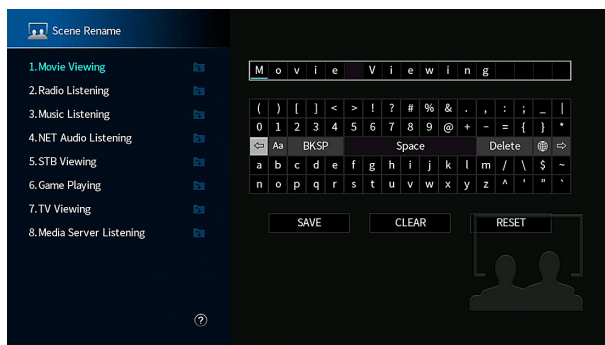 Scene Rename
1.Movie Viewing
2.Radio Listening
3.Music Listening
4.NET Audio Listening
5.STB Viewing
6.Game Playing
7.TV Viewing
8.Media Server Listening
?
Movie Viewing
( ) [ ] < > ! ? # % & . , : ; _ |
0 1 2 3 4 5 6 7 8 9 @ + - = { } *
⇦ Aa BKSP Space Delete 🌐 ⇨
a b c d e f g h i j k l m / \ $ ~
n o p q r s t u v w x y z ^ ' " `
SAVE CLEAR RESET